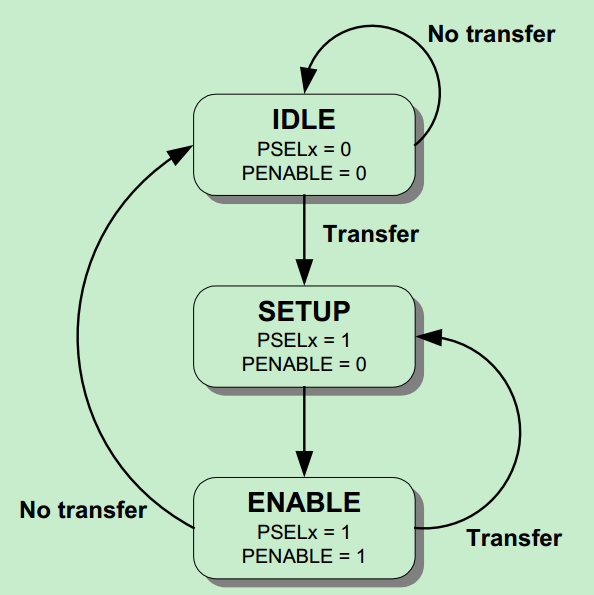 No transfer
IDLE
PSELx = 0
PENABLE = 0
Transfer
SETUP
PSELx = 1
PENABLE = 0
ENABLE
PSELx = 1
PENABLE = 1
No transfer
Transfer